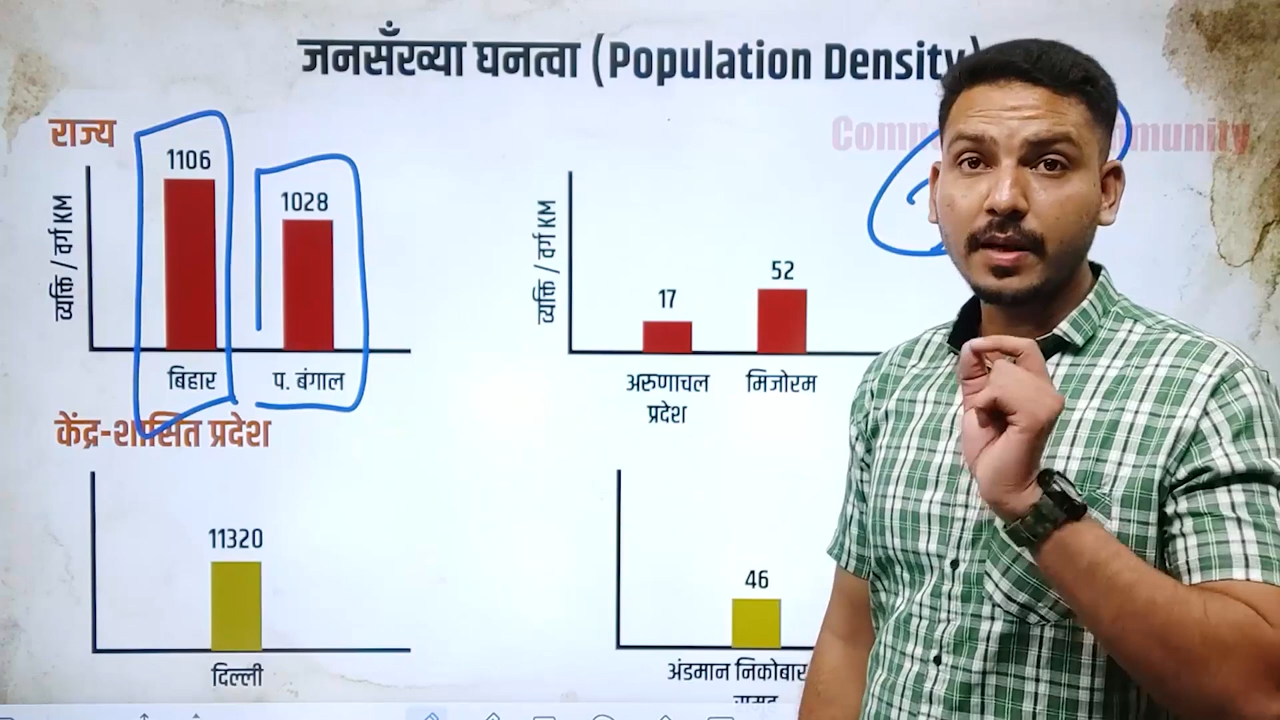 जनसँख्या घनत्वा (Population Density)
राज्य
व्यक्ति / वर्ग KM
1106
1028
बिहार
प. बंगाल
व्यक्ति / वर्ग KM
17
52
अरुणाचल
प्रदेश
मिजोरम
केंद्र-शासित प्रदेश
11320
दिल्ली
46
अंडमान निकोबार